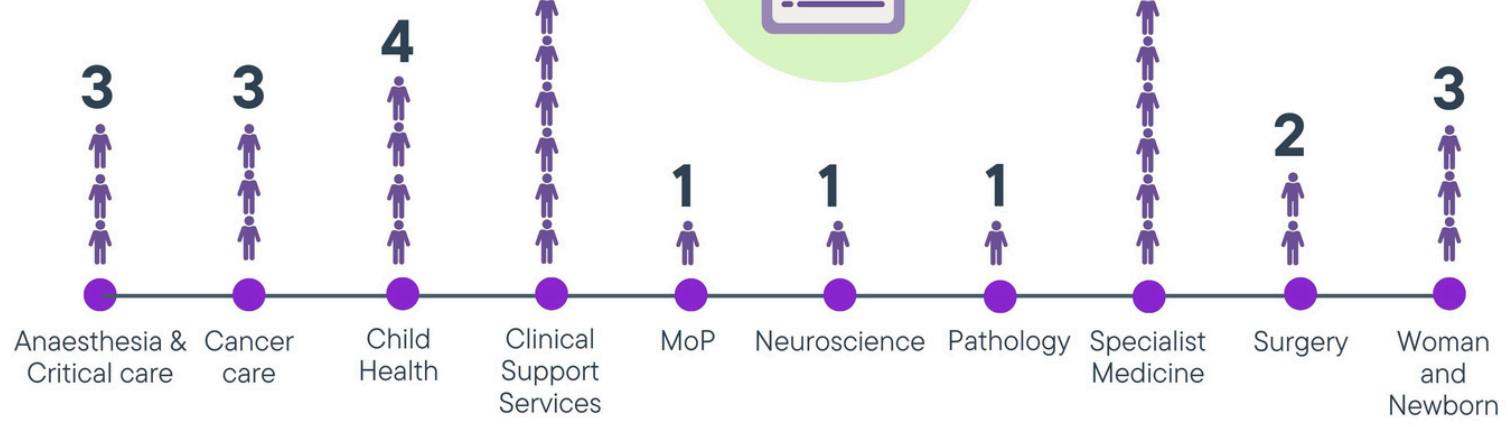 3
3
4
1
1
1
2
3
Anaesthesia &
Critical care
Cancer
care
Child
Health
Clinical
Support
Services
MoP
Neuroscience
Pathology
Specialist
Medicine
Surgery
Woman
and
Newborn